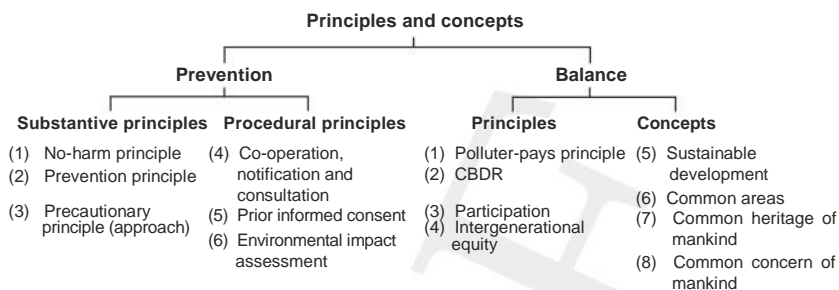 Principles and concepts
Prevention
Balance
Substantive principles
(1) No-harm principle
(2) Prevention principle
(3) Precautionary
principle (approach)
Procedural principles
(4) Co-operation,
notification and
consultation
(5) Prior informed consent
(6) Environmental impact
assessment
Principles
(1) Polluter-pays principle
(2) CBDR
(3) Participation
(4) Intergenerational
equity
Concepts
(5) Sustainable
development
(6) Common areas
(7) Common heritage of
mankind
(8) Common concern of
mankind